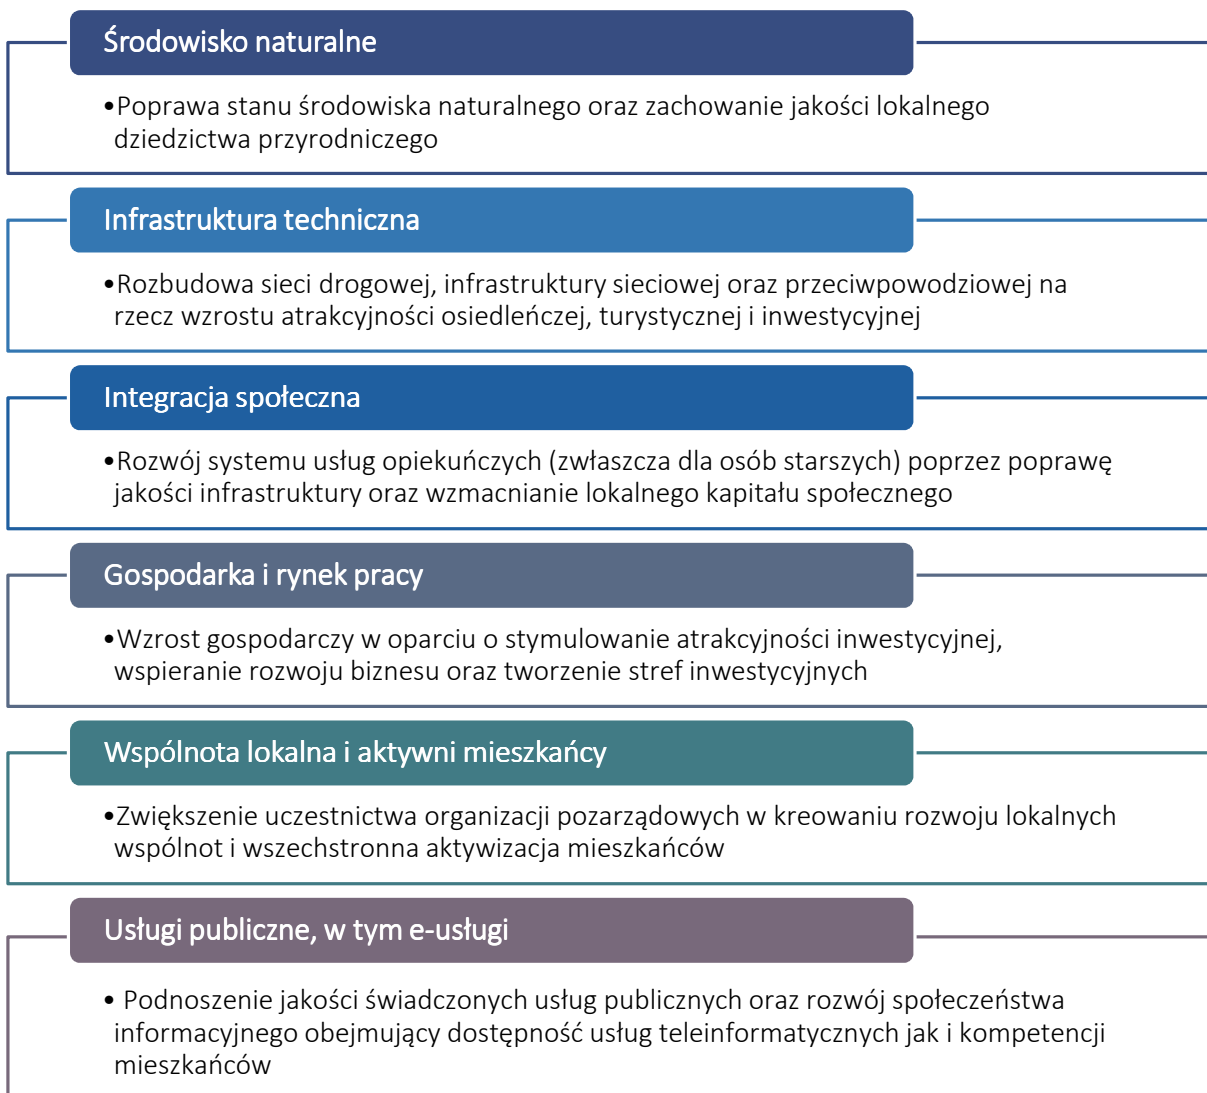 Środowisko naturalne
•Poprawa stanu środowiska naturalnego oraz zachowanie jakości lokalnego
dziedzictwa przyrodniczego
Infrastruktura techniczna
•Rozbudowa sieci drogowej, infrastruktury sieciowej oraz przeciwpowodziowej na
rzecz wzrostu atrakcyjności osiedleńczej, turystycznej i inwestycyjnej
Integracja społeczna
•Rozwój systemu usług opiekuńczych (zwłaszcza dla osób starszych) poprzez poprawę
jakości infrastruktury oraz wzmacnianie lokalnego kapitału społecznego
Gospodarka i rynek pracy
•Wzrost gospodarczy w oparciu o stymulowanie atrakcyjności inwestycyjnej,
wspieranie rozwoju biznesu oraz tworzenie stref inwestycyjnych
Wspólnota lokalna i aktywni mieszkańcy
•Zwiększenie uczestnictwa organizacji pozarządowych w kreowaniu rozwoju lokalnych
wspólnot i wszechstronna aktywizacja mieszkańców
Usługi publiczne, w tym e-usługi
• Podnoszenie jakości świadczonych usług publicznych oraz rozwój społeczeństwa
informacyjnego obejmujący dostępność usług teleinformatycznych jak i kompetencji
mieszkańców